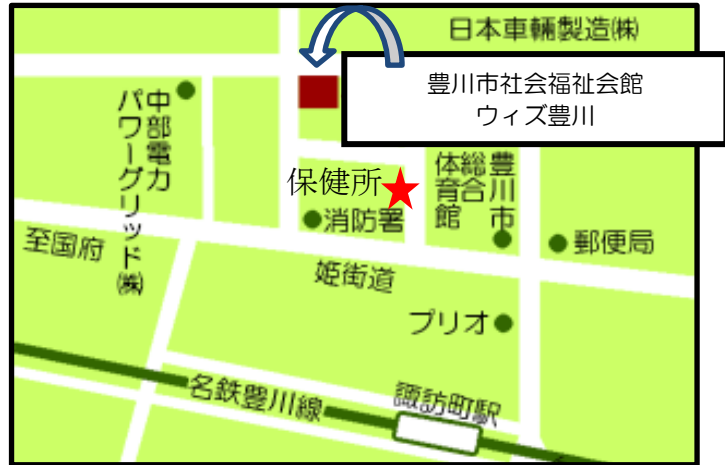 日本車輛製造㈱
豊川市社会福祉会館
ウィズ豊川
中部電力
パワーグリッド㈱
保健所
豊川市
総合
体育館
消防署
郵便局
至国府
姫街道
プリオ
名鉄豊川線
諏訪町駅